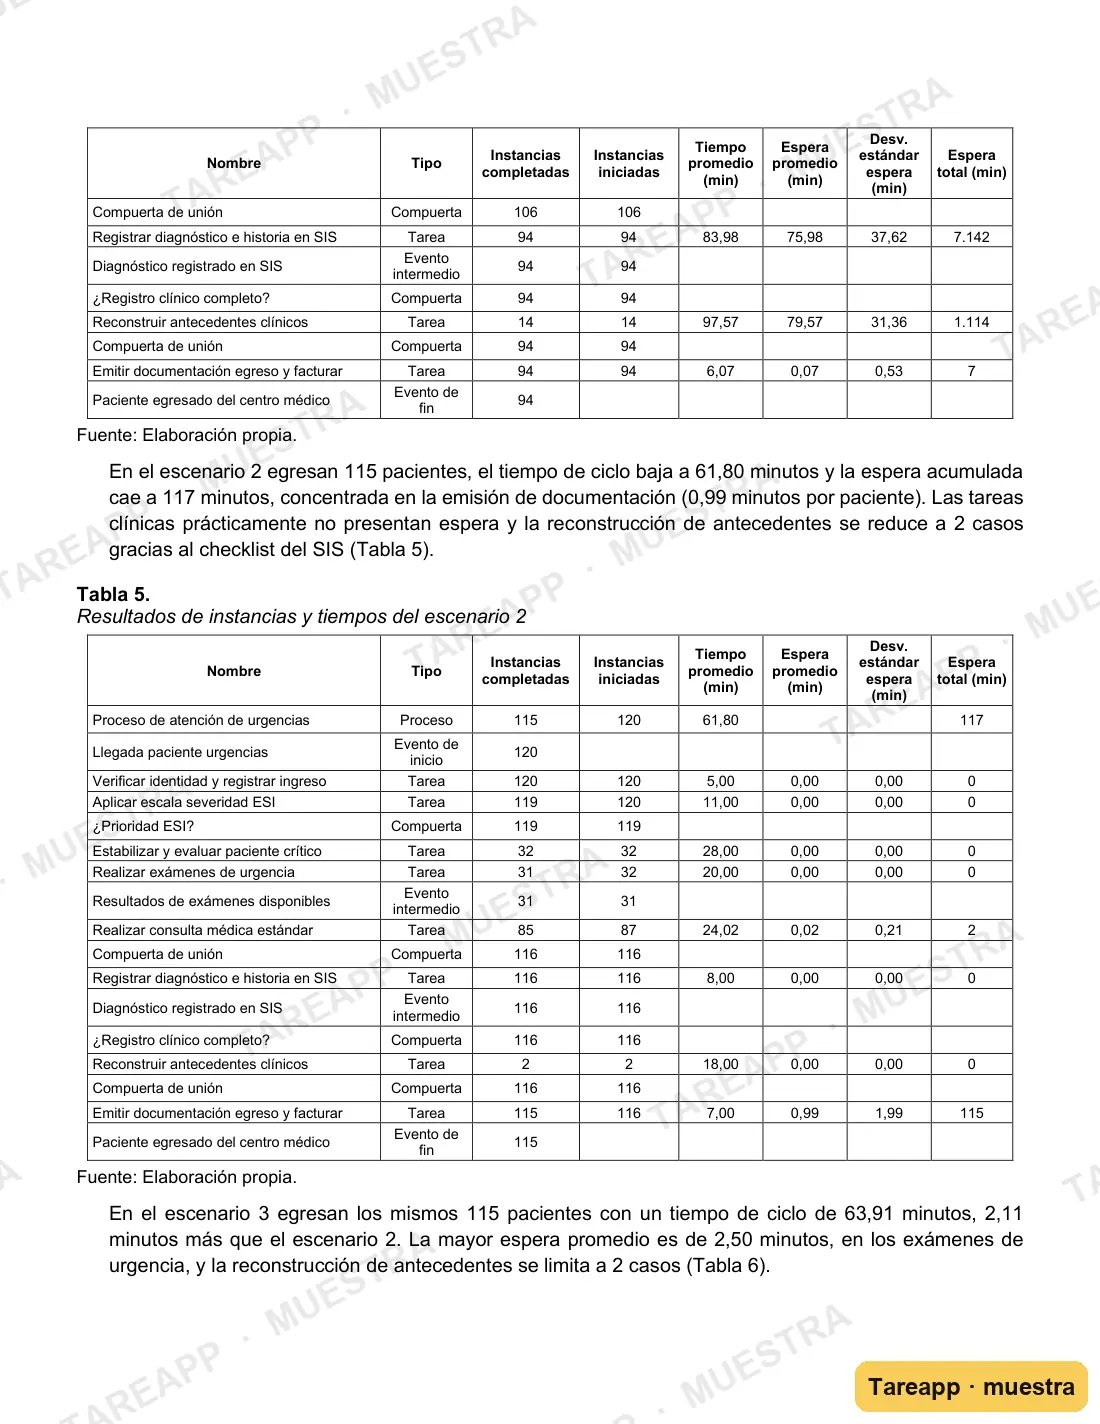 Nombre Tipo Instancias completadas Instancias iniciadas Tiempo promedio (min) Espera promedio (min) Desv. estándar espera (min) Espera total (min)
Compuerta de unión Compuerta 106 106
Registrar diagnóstico e historia en SIS Tarea 94 94 83,98 75,98 37,62 7.142
Diagnóstico registrado en SIS Evento intermedio 94 94
¿Registro clínico completo? Compuerta 94 94
Reconstruir antecedentes clínicos Tarea 14 14 97,57 79,57 31,36 1.114
Compuerta de unión Compuerta 94 94
Emitir documentación egreso y facturar Tarea 94 94 6,07 0,07 0,53 7
Paciente egresado del centro médico Evento de fin 94
Fuente: Elaboración propia.
En el escenario 2 egresan 115 pacientes, el tiempo de ciclo baja a 61,80 minutos y la espera acumulada
cae a 117 minutos, concentrada en la emisión de documentación (0,99 minutos por paciente). Las tareas
clínicas prácticamente no presentan espera y la reconstrucción de antecedentes se reduce a 2 casos
gracias al checklist del SIS (Tabla 5).
Tabla 5.
Resultados de instancias y tiempos del escenario 2
Nombre Tipo Instancias completadas Instancias iniciadas Tiempo promedio (min) Espera promedio (min) Desv. estándar espera (min) Espera total (min)
Proceso de atención de urgencias Proceso 115 120 61,80 117
Llegada paciente urgencias Evento de inicio 120
Verificar identidad y registrar ingreso Tarea 120 120 5,00 0,00 0,00 0
Aplicar escala severidad ESI Tarea 119 120 11,00 0,00 0,00 0
¿Prioridad ESI? Compuerta 119 119
Estabilizar y evaluar paciente crítico Tarea 32 32 28,00 0,00 0,00 0
Realizar exámenes de urgencia Tarea 31 32 20,00 0,00 0,00 0
Resultados de exámenes disponibles Evento intermedio 31 31
Realizar consulta médica estándar Tarea 85 87 24,02 0,02 0,21 2
Compuerta de unión Compuerta 116 116
Registrar diagnóstico e historia en SIS Tarea 116 116 8,00 0,00 0,00 0
Diagnóstico registrado en SIS Evento intermedio 116 116
¿Registro clínico completo? Compuerta 116 116
Reconstruir antecedentes clínicos Tarea 2 2 18,00 0,00 0,00 0
Compuerta de unión Compuerta 116 116
Emitir documentación egreso y facturar Tarea 115 116 7,00 0,99 1,99 115
Paciente egresado del centro médico Evento de fin 115
Fuente: Elaboración propia.
En el escenario 3 egresan los mismos 115 pacientes con un tiempo de ciclo de 63,91 minutos, 2,11
minutos más que el escenario 2. La mayor espera promedio es de 2,50 minutos, en los exámenes de
urgencia, y la reconstrucción de antecedentes se limita a 2 casos (Tabla 6).
TAREAPP · MUESTRA
Tareapp · muestra